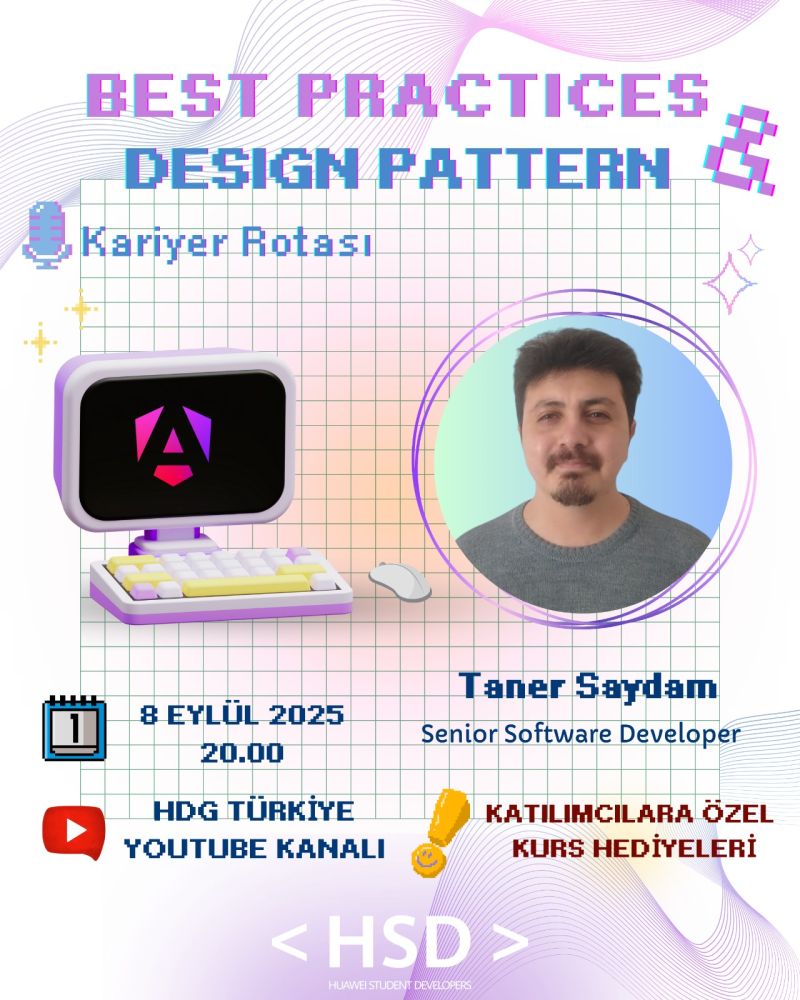 BEST PRACTICES
&
DESIGN PATTERN
Kariyer Rotası
A
Taner Saydam
Senior Software Developer
1
8 EYLÜL 2025
20.00
HDG TÜRKİYE
YOUTUBE KANALI
KATILIMCILARA ÖZEL
KURS HEDİYELERİ
< HSD >
HUAWEI STUDENT DEVELOPERS